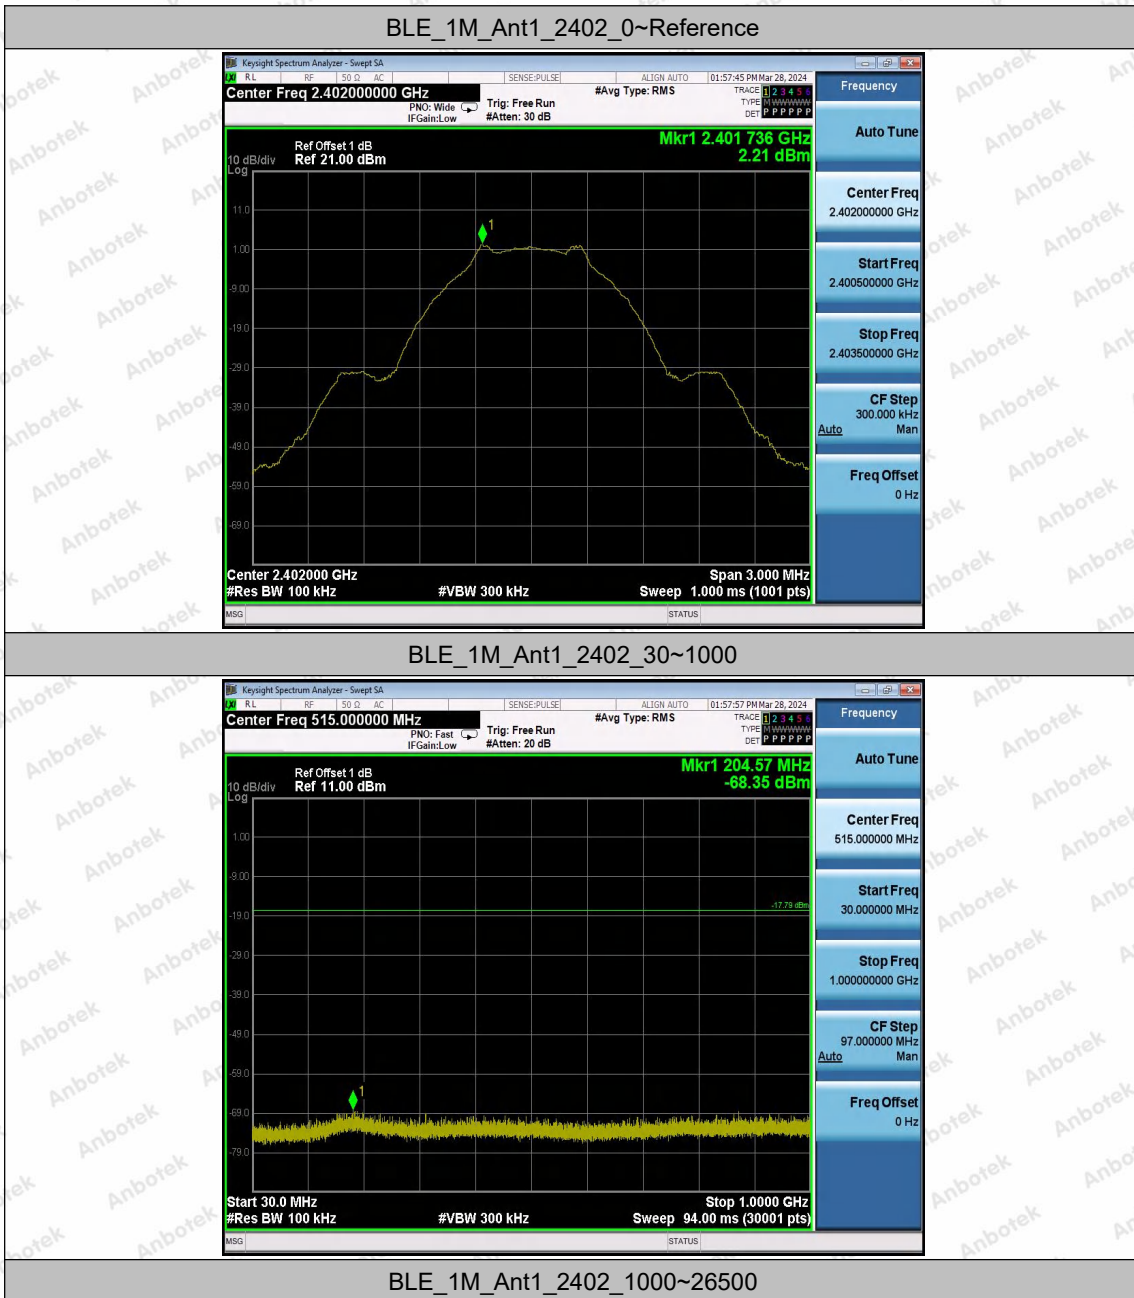 BLE_1M_Ant1_2402_0~Reference
Keysight Spectrum Analyzer - Swept SA
LXI RL RF 50 Ω AC SENSE:PULSE ALIGN AUTO 01:57:45 PM Mar 28, 2024
Center Freq 2.402000000 GHz
PNO: Wide
IFGain:Low
Trig: Free Run
#Atten: 30 dB
#Avg Type: RMS
TRACE 1 2 3 4 5 6
TYPE M W W W W W
DET P P P P P P
Frequency
Mkr1 2.401 736 GHz
2.21 dBm
Ref Offset 1 dB
10 dB/div Ref 21.00 dBm
Log
11.0
1.00
-9.00
-19.0
-29.0
-39.0
-49.0
-59.0
-69.0
1
Center 2.402000 GHz Span 3.000 MHz
#Res BW 100 kHz #VBW 300 kHz Sweep 1.000 ms (1001 pts)
MSG STATUS
Auto Tune
Center Freq
2.402000000 GHz
Start Freq
2.400500000 GHz
Stop Freq
2.403500000 GHz
CF Step
300.000 kHz
Auto Man
Freq Offset
0 Hz
BLE_1M_Ant1_2402_30~1000
Keysight Spectrum Analyzer - Swept SA
LXI RL RF 50 Ω AC SENSE:PULSE ALIGN AUTO 01:57:57 PM Mar 28, 2024
Center Freq 515.000000 MHz
PNO: Fast
IFGain:Low
Trig: Free Run
#Atten: 20 dB
#Avg Type: RMS
TRACE 1 2 3 4 5 6
TYPE M W W W W W
DET P P P P P P
Frequency
Mkr1 204.57 MHz
-68.35 dBm
Ref Offset 1 dB
10 dB/div Ref 11.00 dBm
Log
1.00
-9.00
-19.0
-29.0
-39.0
-49.0
-59.0
-69.0
-79.0
-17.79 dBm
1
Start 30.0 MHz Stop 1.0000 GHz
#Res BW 100 kHz #VBW 300 kHz Sweep 94.00 ms (30001 pts)
MSG STATUS
Auto Tune
Center Freq
515.000000 MHz
Start Freq
30.000000 MHz
Stop Freq
1.000000000 GHz
CF Step
97.000000 MHz
Auto Man
Freq Offset
0 Hz
BLE_1M_Ant1_2402_1000~26500
Anbotek